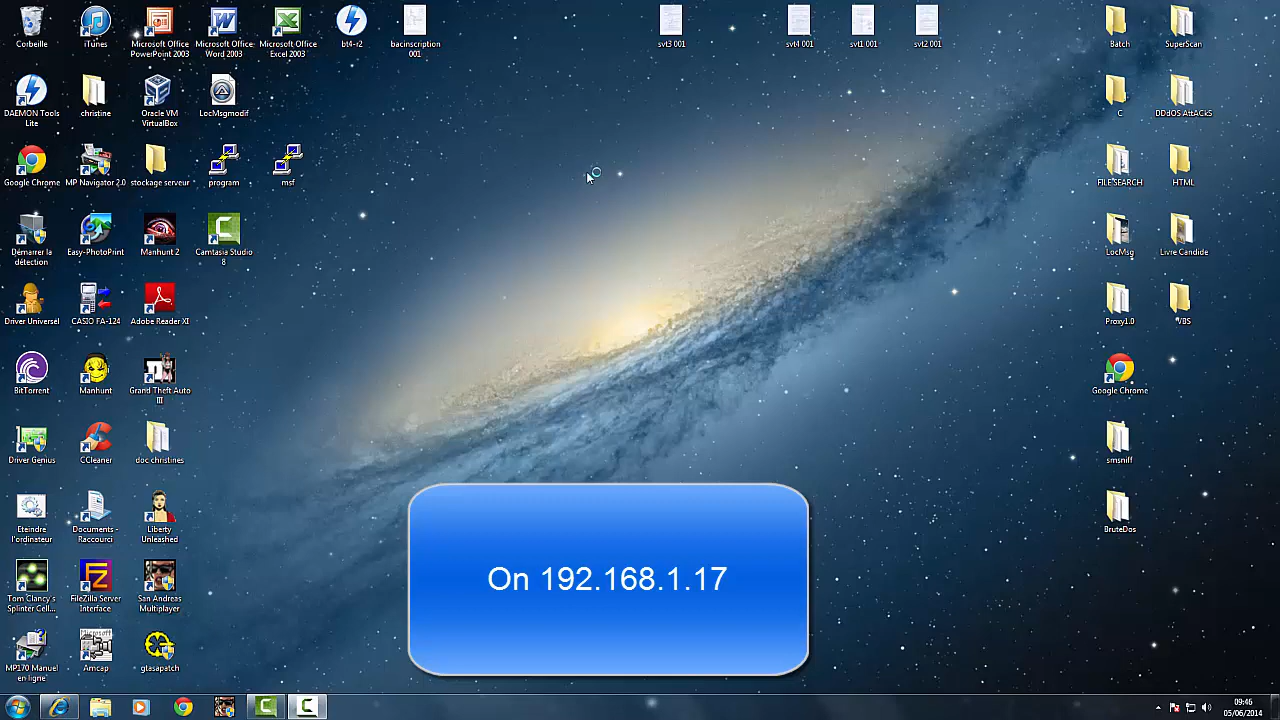 Corbeille
iTunes
Microsoft Office
PowerPoint 2003
Microsoft Office
Word 2003
Microsoft Office
Excel 2003
bt4-r2
bacinscription
001
svt3 001
svt4 001
svt1 001
svt2 001
Batch
SuperScan
DAEMON Tools
Lite
christine
Oracle VM
VirtualBox
LocMsgmodif
C
DDdOS AttACkS
Google Chrome
MP Navigator 2.0
stockage serveur
program
msf
FILE SEARCH
HTML
Démarrer la
détection
Easy-PhotoPrint
Manhunt 2
Camtasia Studio
8
LocMsg
Livre Candide
Driver Universel
CASIO FA-124
Adobe Reader XI
Proxy1.0
VBS
BitTorrent
Manhunt
Grand Theft Auto
III
Google Chrome
Driver Genius
CCleaner
doc christines
smsniff
Eteindre
l'ordinateur
Documents -
Raccourci
Liberty
Unleashed
BruteDos
Tom Clancy's
Splinter Cell...
FileZilla Server
Interface
San Andreas
Multiplayer
On 192.168.1.17
MP170 Manuel
en ligne
Microsoft
Amcap
gtasapatch
09:46
05/06/2014